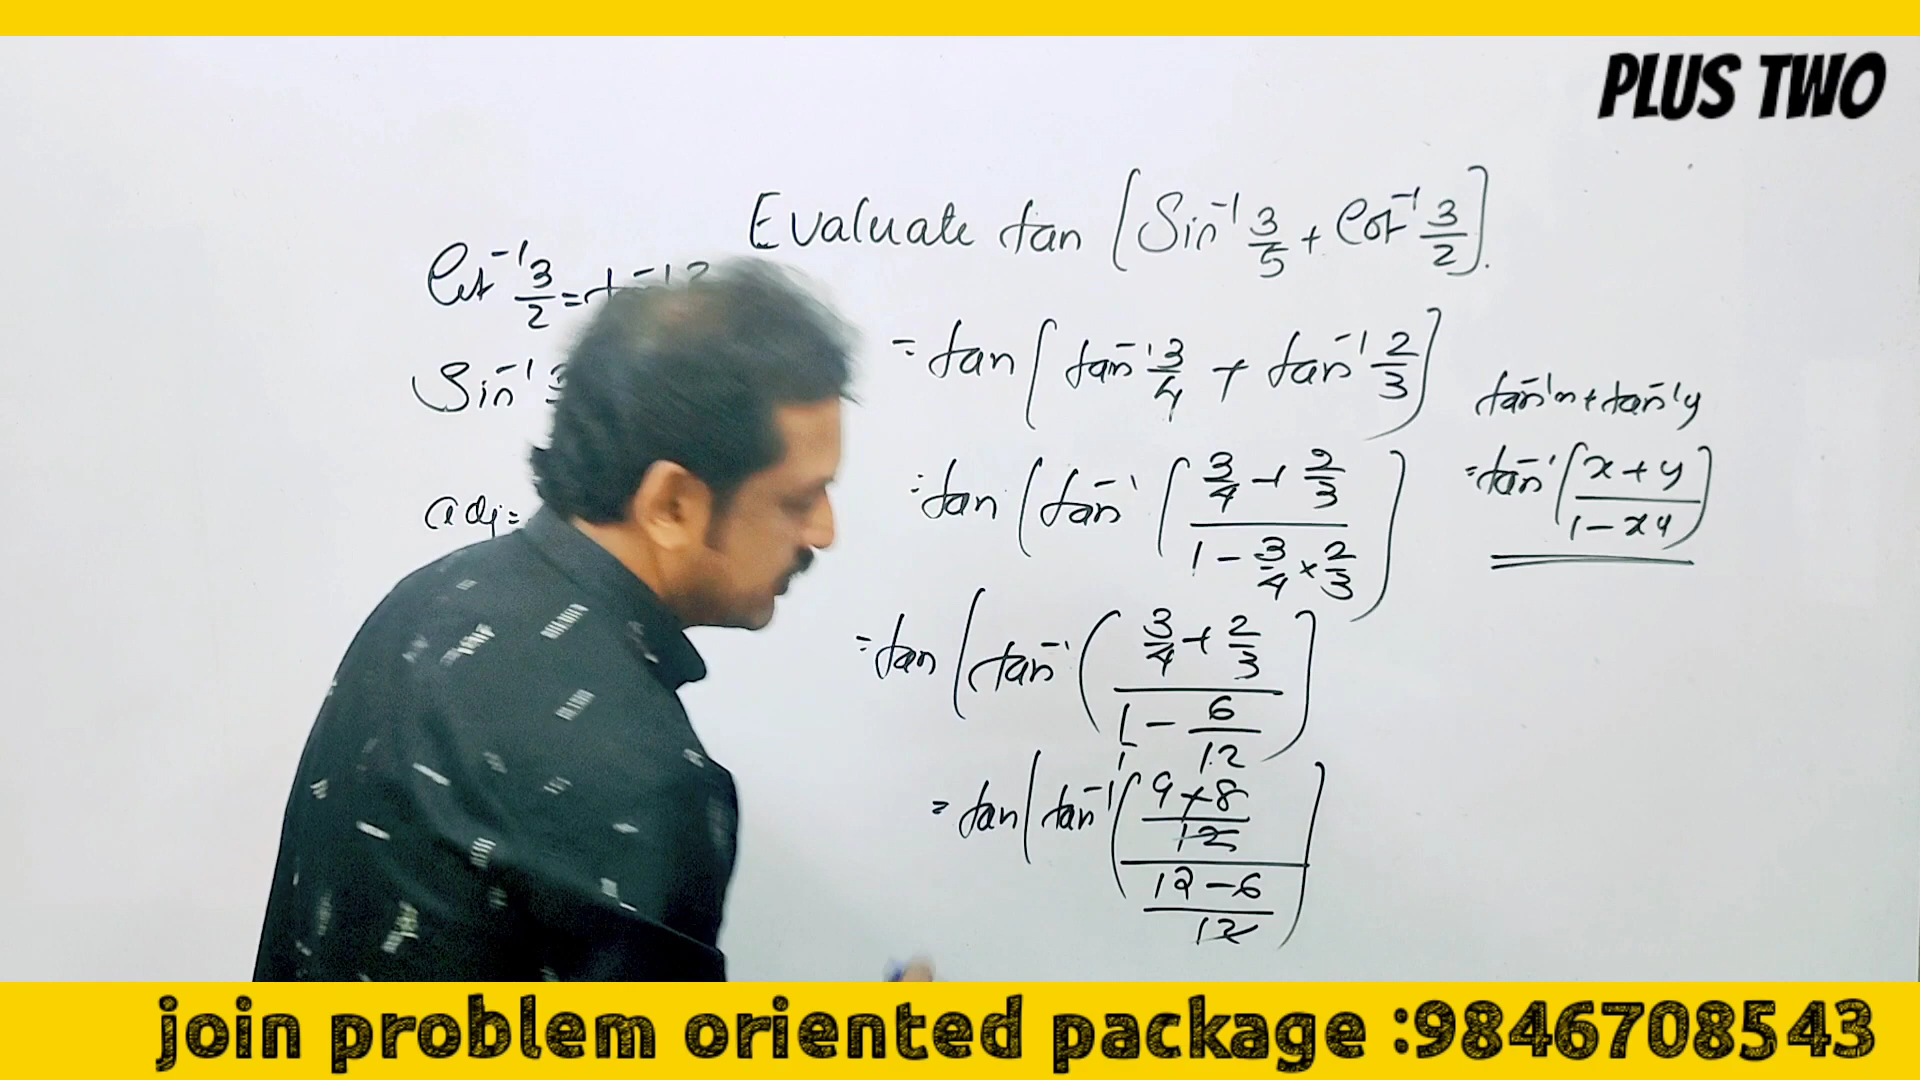 PLUS TWO
Evaluate tan [Sin⁻¹ 3/5 + Cot⁻¹ 3/2].
Cot⁻¹ 3/2 =
Sin⁻¹
adj =
= tan [tan⁻¹ 3/4 + tan⁻¹ 2/3]
= tan (tan⁻¹ ( (3/4 + 2/3) / (1 - 3/4 × 2/3) )
= tan (tan⁻¹ ( (3/4 + 2/3) / (1/1 - 6/12) )
= tan (tan⁻¹ ( ((9+8)/12) / ((12-6)/12) )
tan⁻¹x + tan⁻¹y
= tan⁻¹ ( (x+y) / (1-xy) )
join problem oriented package :9846708543